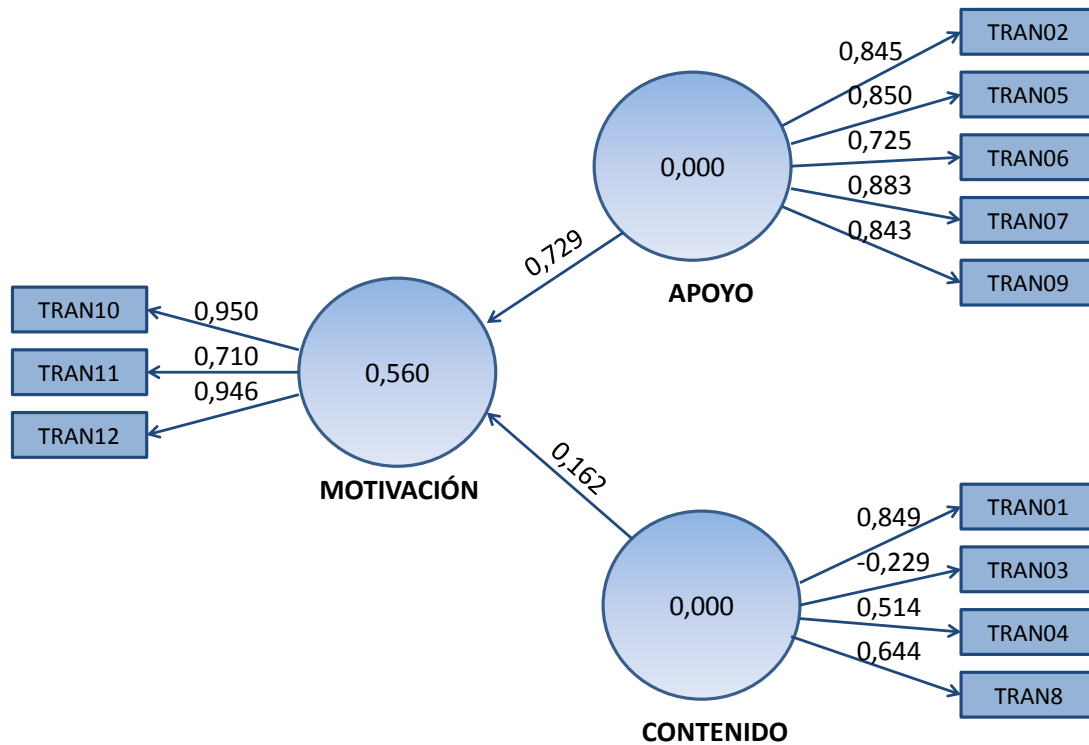 TRAN02
0,845
TRAN05
0,850
TRAN06
0,725
0,000
TRAN07
0,883
TRAN09
0,843
0,729
APOYO
TRAN10
0,950
TRAN11
0,710
0,560
TRAN12
0,946
MOTIVACIÓN
0,162
TRAN01
0,849
TRAN03
-0,229
0,000
TRAN04
0,514
TRAN8
0,644
CONTENIDO